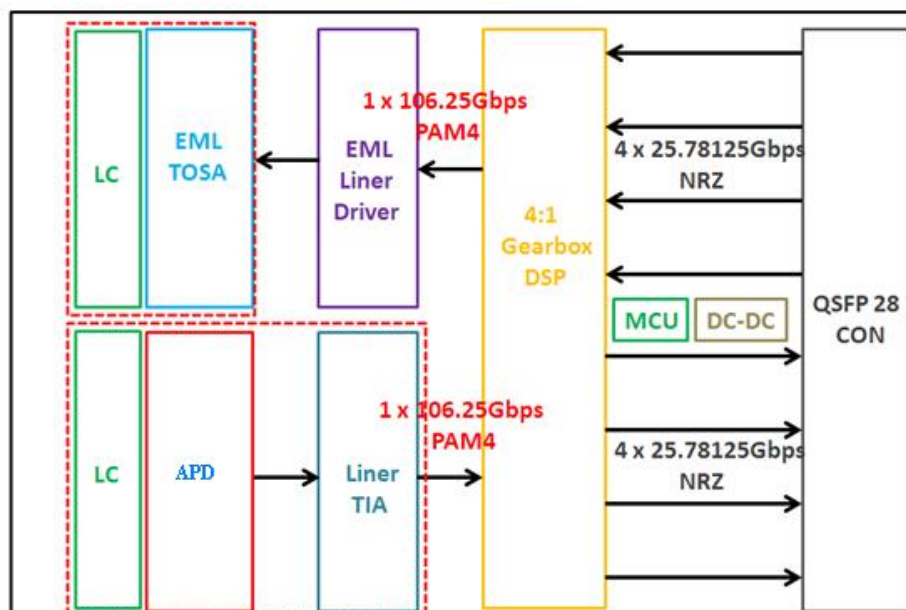 LC
EML
TOSA
EML
Liner
Driver
1 x 106.25Gbps
PAM4
4:1
Gearbox
DSP
4 x 25.78125Gbps
NRZ
MCU
DC-DC
QSFP 28
CON
LC
APD
Liner
TIA
1 x 106.25Gbps
PAM4
4 x 25.78125Gbps
NRZ